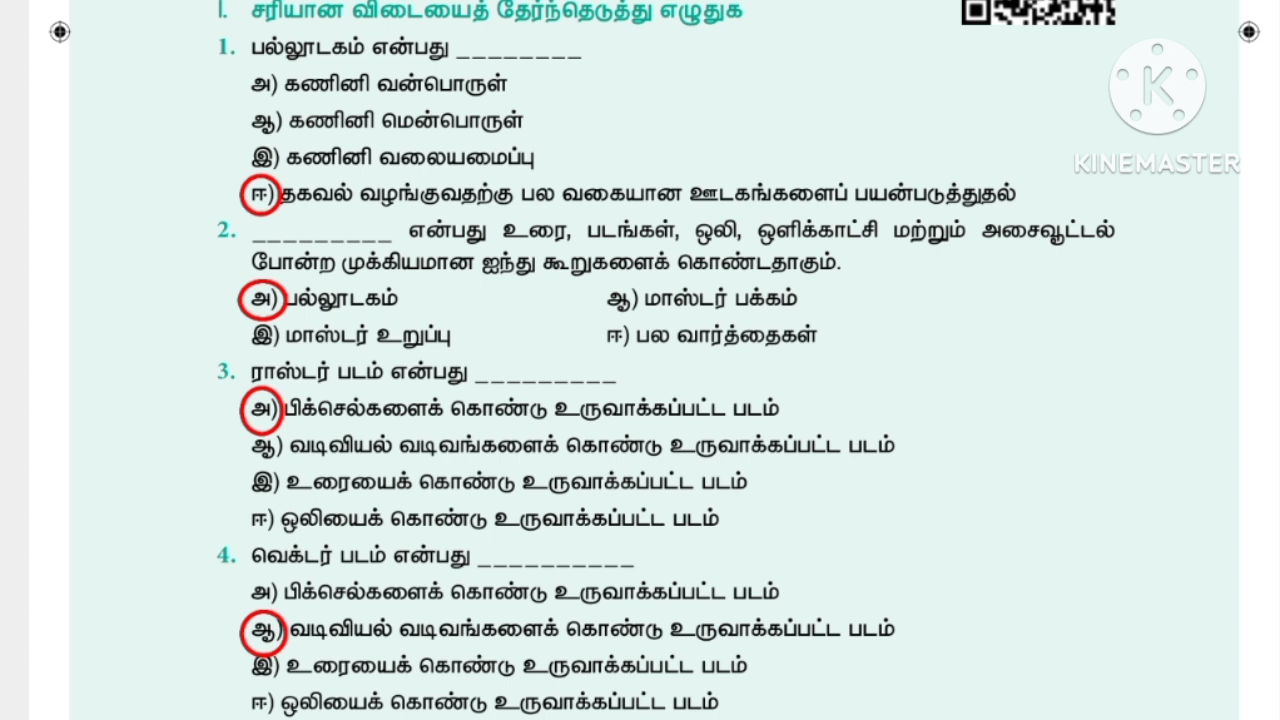 I. சரியான விடையைத் தேர்ந்தெடுத்து எழுதுக
1. பல்லூடகம் என்பது ________
அ) கணினி வன்பொருள்
ஆ) கணினி மென்பொருள்
இ) கணினி வலையமைப்பு
KINEMASTER
ஈ) தகவல் வழங்குவதற்கு பல வகையான ஊடகங்களைப் பயன்படுத்துதல்
2. _________ என்பது உரை, படங்கள், ஒலி, ஒளிக்காட்சி மற்றும் அசைவூட்டல்
போன்ற முக்கியமான ஐந்து கூறுகளைக் கொண்டதாகும்.
அ) பல்லூடகம் ஆ) மாஸ்டர் பக்கம்
இ) மாஸ்டர் உறுப்பு ஈ) பல வார்த்தைகள்
3. ராஸ்டர் படம் என்பது _________
அ) பிக்செல்களைக் கொண்டு உருவாக்கப்பட்ட படம்
ஆ) வடிவியல் வடிவங்களைக் கொண்டு உருவாக்கப்பட்ட படம்
இ) உரையைக் கொண்டு உருவாக்கப்பட்ட படம்
ஈ) ஒலியைக் கொண்டு உருவாக்கப்பட்ட படம்
4. வெக்டர் படம் என்பது __________
அ) பிக்செல்களைக் கொண்டு உருவாக்கப்பட்ட படம்
ஆ) வடிவியல் வடிவங்களைக் கொண்டு உருவாக்கப்பட்ட படம்
இ) உரையைக் கொண்டு உருவாக்கப்பட்ட படம்
ஈ) ஒலியைக் கொண்டு உருவாக்கப்பட்ட படம்